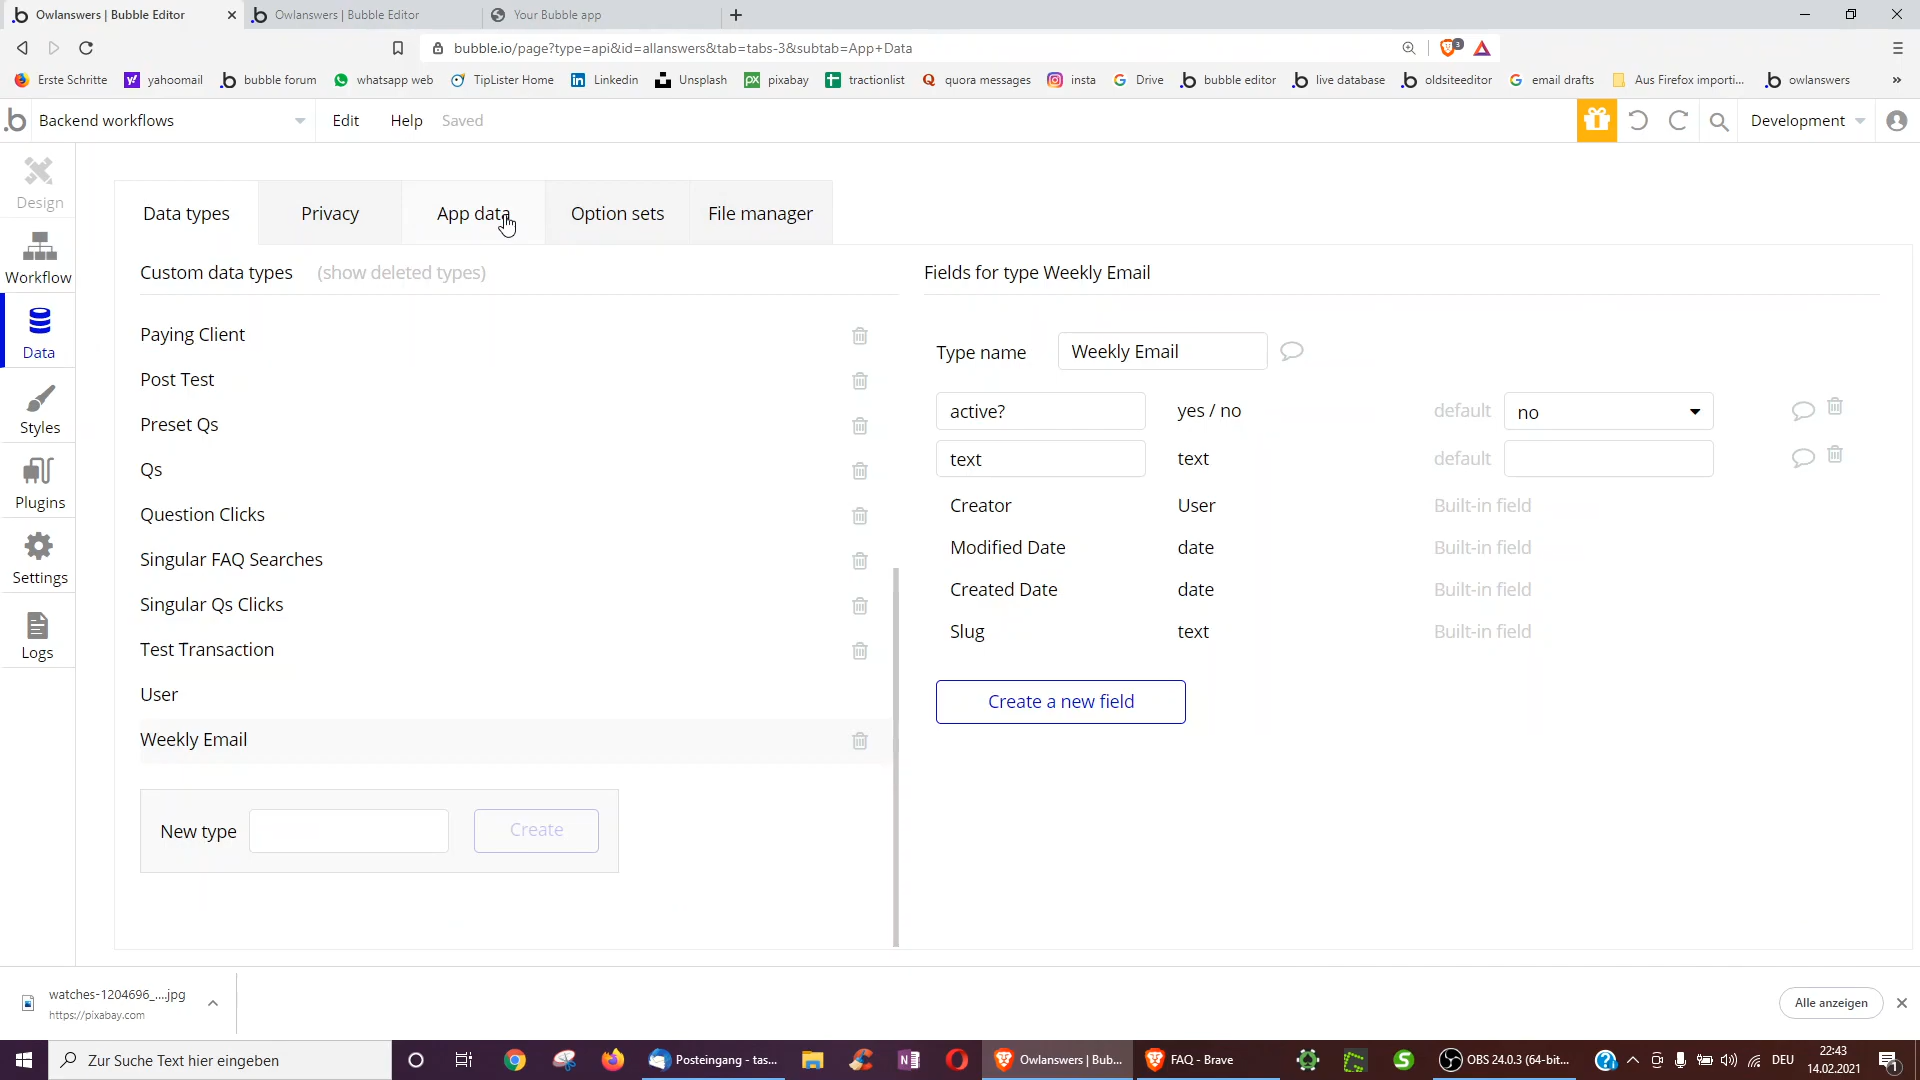 Owlanswers | Bubble Editor
Owlanswers | Bubble Editor
Your Bubble app
bubble.io/page?type=api&id=allanswers&tab=tabs-3&subtab=App+Data
3
Erste Schritte
yahoomail
bubble forum
whatsapp web
TipLister Home
Linkedin
Unsplash
pixabay
tractionlist
quora messages
insta
Drive
bubble editor
live database
oldsiteeditor
email drafts
Aus Firefox importi...
owlanswers
Backend workflows
Edit
Help
Saved
Development
Design
Workflow
Data
Styles
Plugins
Settings
Logs
Data types
Privacy
App data
Option sets
File manager
Custom data types
(show deleted types)
Paying Client
Post Test
Preset Qs
Qs
Question Clicks
Singular FAQ Searches
Singular Qs Clicks
Test Transaction
User
Weekly Email
New type
Create
Fields for type Weekly Email
Type name
Weekly Email
active?
yes / no
default
no
text
text
default
Creator
User
Built-in field
Modified Date
date
Built-in field
Created Date
date
Built-in field
Slug
text
Built-in field
Create a new field
watches-1204696_....jpg
https://pixabay.com
Alle anzeigen
Zur Suche Text hier eingeben
Posteingang - tas...
Owlanswers | Bub...
FAQ - Brave
OBS 24.0.3 (64-bit...
DEU
22:43
14.02.2021
1